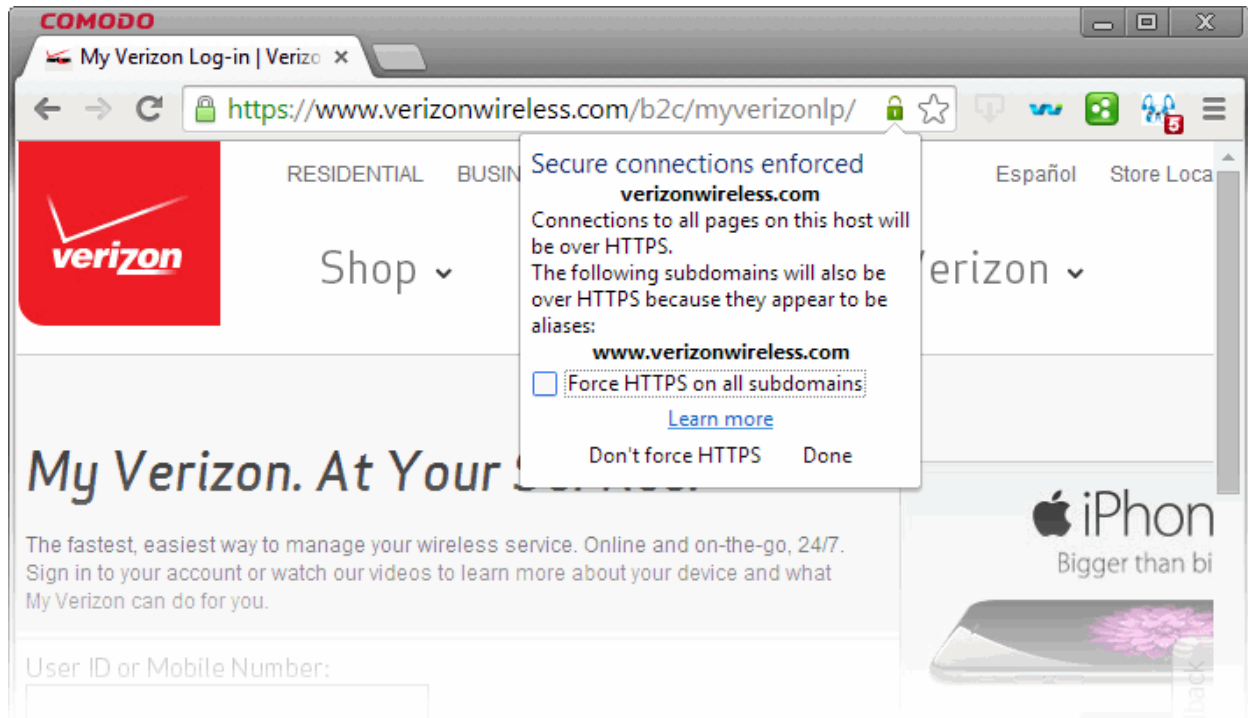 COMODO
My Verizon Log-in | Verizo
https://www.verizonwireless.com/b2c/myverizonlp/
5
Secure connections enforced
verizonwireless.com
Connections to all pages on this host will
be over HTTPS.
The following subdomains will also be
over HTTPS because they appear to be
aliases:
www.verizonwireless.com
Force HTTPS on all subdomains
Learn more
Don't force HTTPS Done
RESIDENTIAL BUSIN Español Store Loca
verizon
Shop erizon
My Verizon. At Your
The fastest, easiest way to manage your wireless service. Online and on-the-go, 24/7.
Sign in to your account or watch our videos to learn more about your device and what
My Verizon can do for you.
User ID or Mobile Number:
iPhon
Bigger than bi
lback